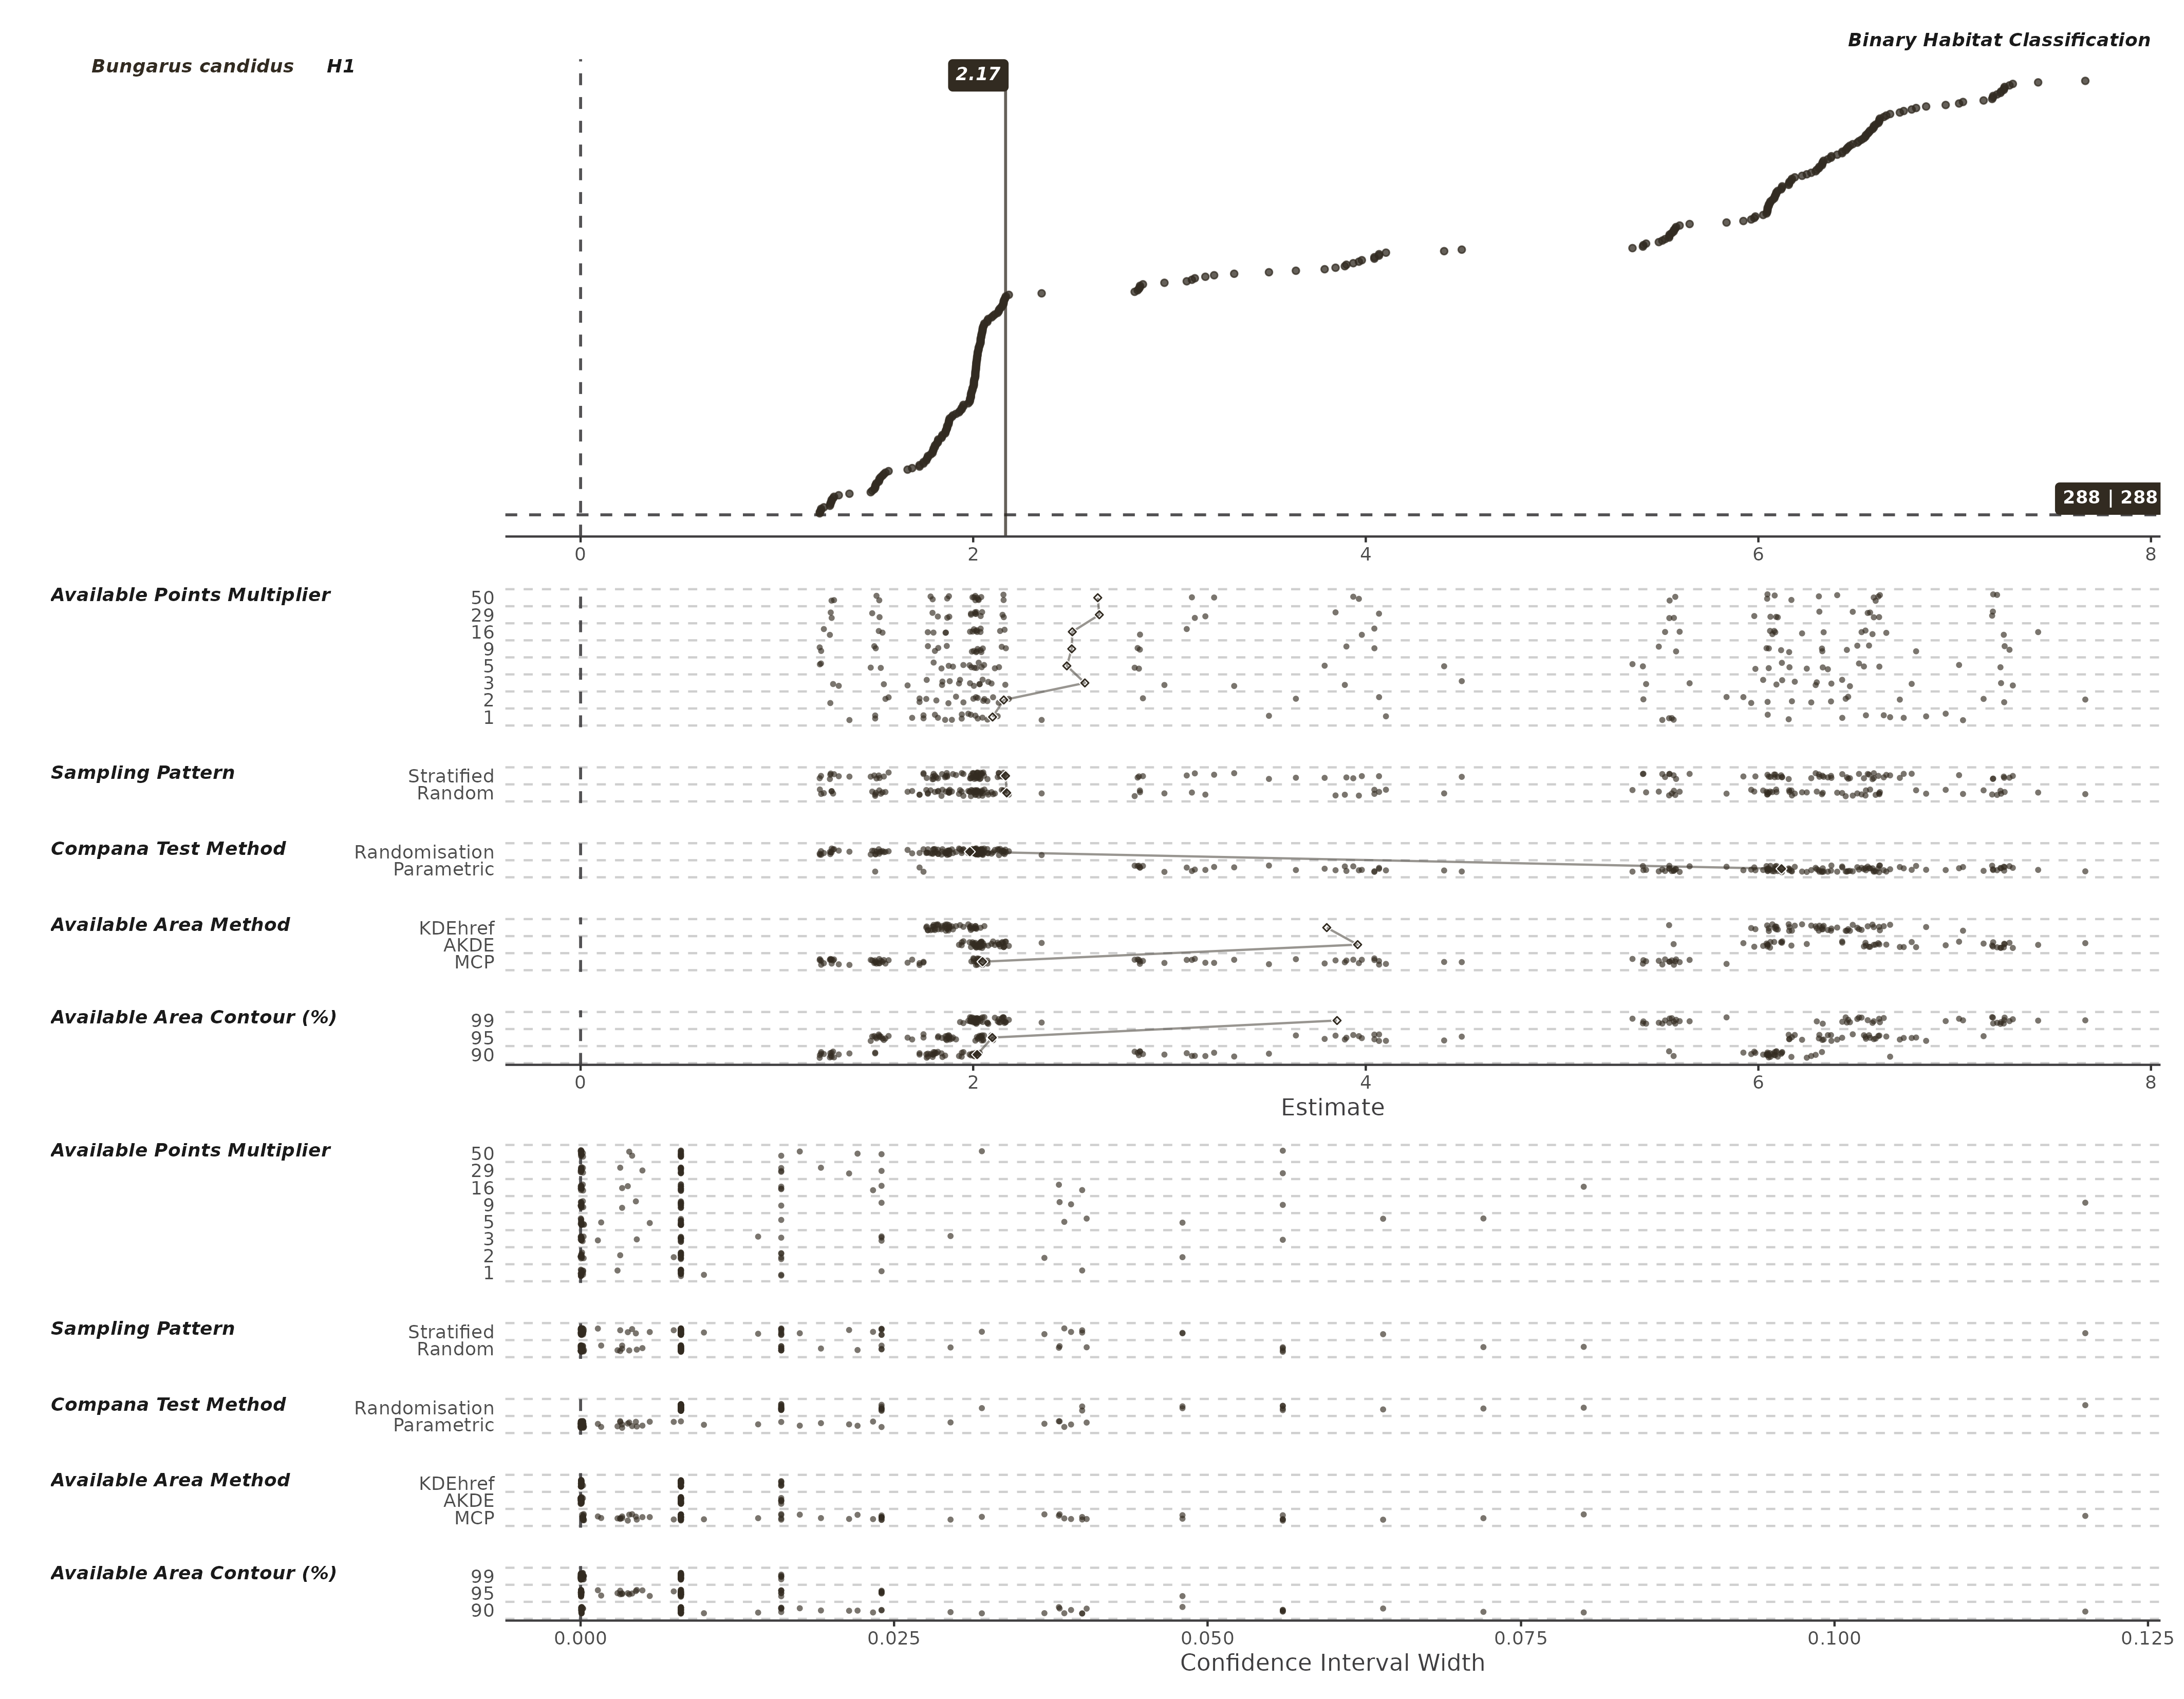 Binary Habitat Classification
Bungarus candidus H1
2.17
288 | 288
0 2 4 6 8
Available Points Multiplier
50
29
16
9
5
3
2
1
Sampling Pattern
Stratified
Random
Compana Test Method
Randomisation
Parametric
Available Area Method
KDEhref
AKDE
MCP
Available Area Contour (%)
99
95
90
0 2 4 6 8
Estimate
Available Points Multiplier
50
29
16
9
5
3
2
1
Sampling Pattern
Stratified
Random
Compana Test Method
Randomisation
Parametric
Available Area Method
KDEhref
AKDE
MCP
Available Area Contour (%)
99
95
90
0.000 0.025 0.050 0.075 0.100 0.125
Confidence Interval Width